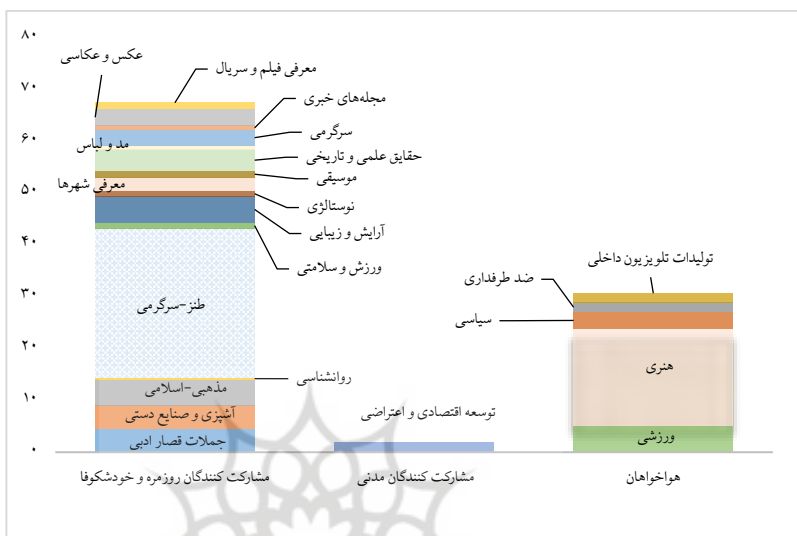 ۸۰
۷۰
۶۰
۵۰
۴۰
۳۰
۲۰
۱۰
۰
عکس و عکاسی
معرفی فیلم و سریال
مجله‌های خبری
سرگرمی
مد و لباس
حقایق علمی و تاریخی
موسیقی
معرفی شهرها
نوستالژی
آرایش و زیبایی
ورزش و سلامتی
طنز-سرگرمی
روانشناسی
مذهبی-اسلامی
آشپزی و صنایع دستی
جملات قصار ادبی
توسعه اقتصادی و اعتراضی
تولیدات تلویزیون داخلی
ضد طرفداری
سیاسی
هنری
ورزشی
مشارکت کنندگان روزمره و خودشکوفا
مشارکت کنندگان مدنی
هواخواهان